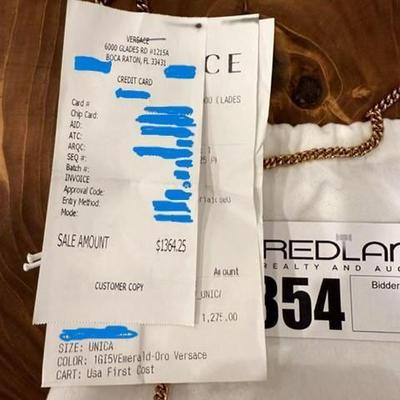 VERSACE
6000 GLADES RD #1215A
BOCA RATON, FL 33431
CREDIT CARD
Card #
Chip Card:
AID:
ATC:
ARQC:
SEQ #:
Batch #:
INVOICE
Approval Code:
Entry Method:
Mode:
SALE AMOUNT $1364.25
CUSTOMER COPY
CE
GLADES
Amount
UNIC/
1,275.00
SIZE: UNICA
COLOR: 1GI5VEmerald-Oro Versace
CART: Usa First Cost
REDLAN
REALTY AND AUC
354
Bidder